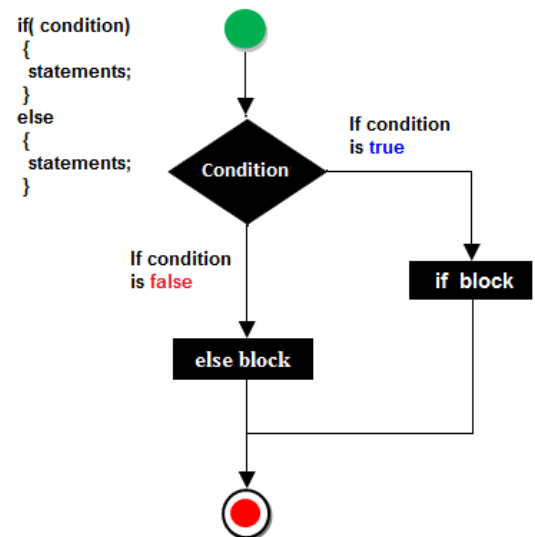 if( condition)
{
statements;
}
else
{
statements;
}
If condition
is true
Condition
If condition
is false
if block
else block